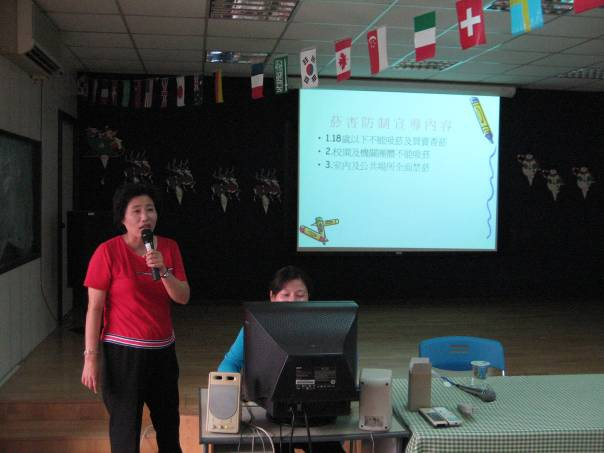 菸害防制宣導內容
• 1.18歲以下不能吸菸及買賣香菸
• 2.校園及機關團體不能吸菸
• 3.室內及公共場所全面禁菸